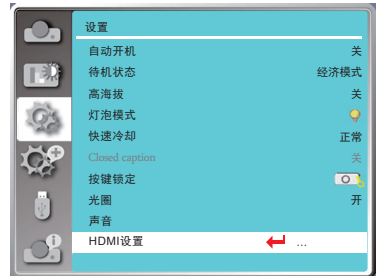 设置
自动开机 关
待机状态 经济模式
高海拔 关
灯泡模式
快速冷却 正常
Closed caption 关
按键锁定
光圈 开
声音
HDMI设置 ...